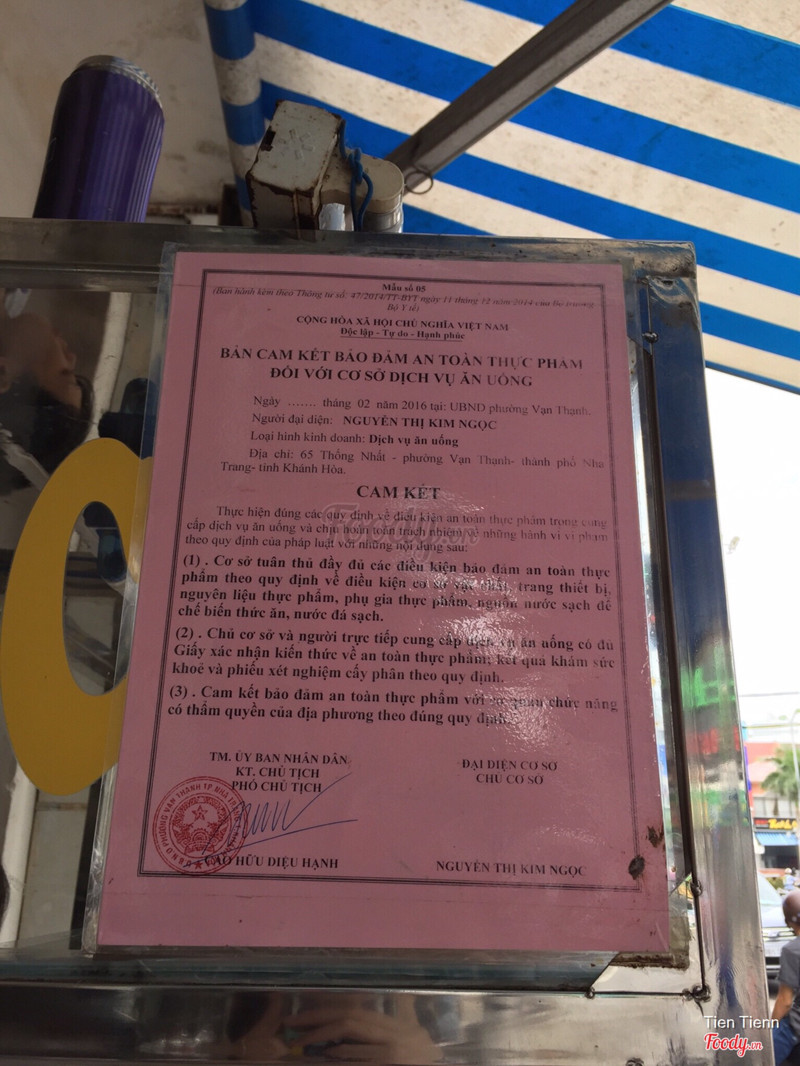 Mẫu số 05
(Ban hành kèm theo Thông tư số: 47/2014/TT-BYT ngày 11 tháng 12 năm 2014 của Bộ trưởng
Bộ Y tế)
CỘNG HÒA XÃ HỘI CHỦ NGHĨA VIỆT NAM
Độc lập - Tự do - Hạnh phúc
BẢN CAM KẾT BẢO ĐẢM AN TOÀN THỰC PHẨM
ĐỐI VỚI CƠ SỞ DỊCH VỤ ĂN UỐNG
Ngày ....... tháng 02 năm 2016 tại: UBND phường Vạn Thạnh.
Người đại diện: NGUYỄN THỊ KIM NGỌC
Loại hình kinh doanh: Dịch vụ ăn uống
Địa chỉ: 65 Thống Nhất - phường Vạn Thạnh- thành phố Nha
Trang- tỉnh Khánh Hòa.
CAM KẾT
Thực hiện đúng các quy định về điều kiện an toàn thực phẩm trong cung
cấp dịch vụ ăn uống và chịu hoàn toàn trách nhiệm về những hành vi vi phạm
theo quy định của pháp luật với những nội dung sau:
(1) . Cơ sở tuân thủ đầy đủ các điều kiện bảo đảm an toàn thực
phẩm theo quy định về điều kiện cơ sở vật chất, trang thiết bị,
nguyên liệu thực phẩm, phụ gia thực phẩm, nguồn nước sạch để
chế biến thức ăn, nước đá sạch.
(2) . Chủ cơ sở và người trực tiếp cung cấp dịch vụ ăn uống có đủ
Giấy xác nhận kiến thức về an toàn thực phẩm; kết quả khám sức
khoẻ và phiếu xét nghiệm cấy phân theo quy định.
(3) . Cam kết bảo đảm an toàn thực phẩm với cơ quan chức năng
có thẩm quyền của địa phương theo đúng quy định.
TM. ỦY BAN NHÂN DÂN
KT. CHỦ TỊCH
PHÓ CHỦ TỊCH
ĐẠI DIỆN CƠ SỞ
CHỦ CƠ SỞ
UBND PHƯỜNG VẠN THẠNH TP NHA TRANG
CAO HỮU DIỆU HẠNH
NGUYỄN THỊ KIM NGỌC
Foody.vn
Tien Tienn
Foody.vn